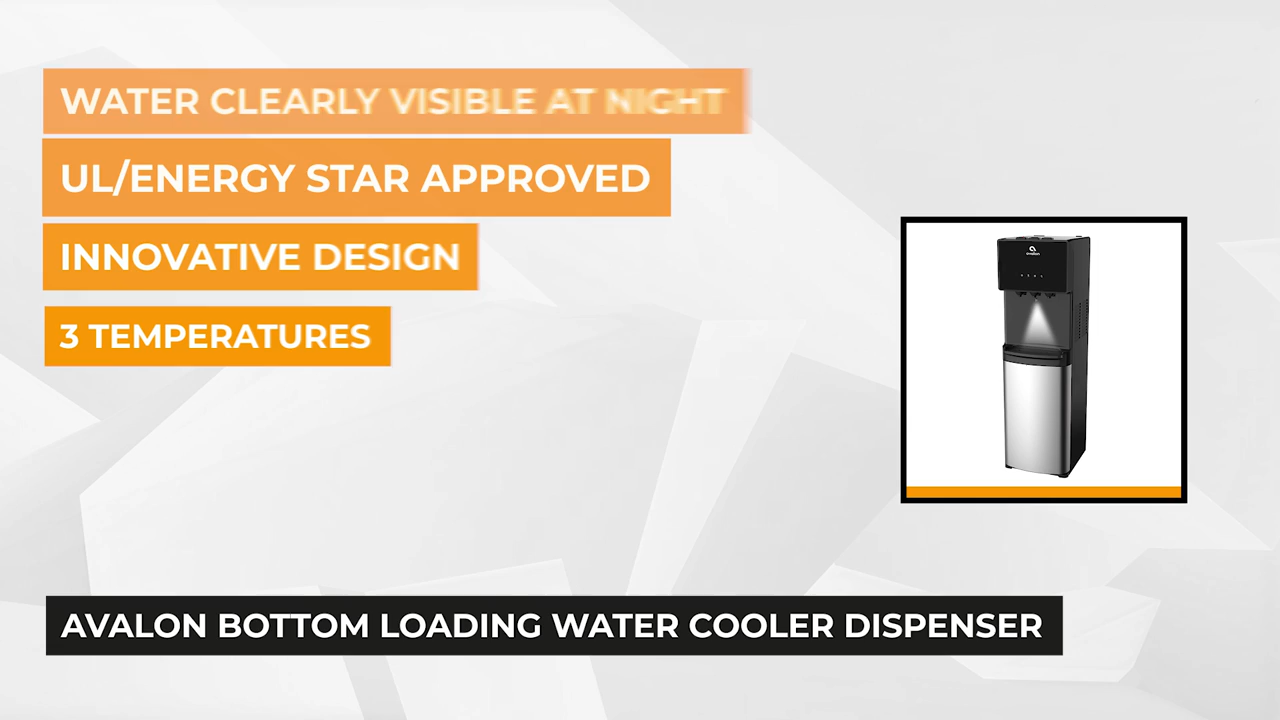 WATER CLEARLY VISIBLE AT NIGHT
UL/ENERGY STAR APPROVED
INNOVATIVE DESIGN
3 TEMPERATURES
avalon
AVALON BOTTOM LOADING WATER COOLER DISPENSER